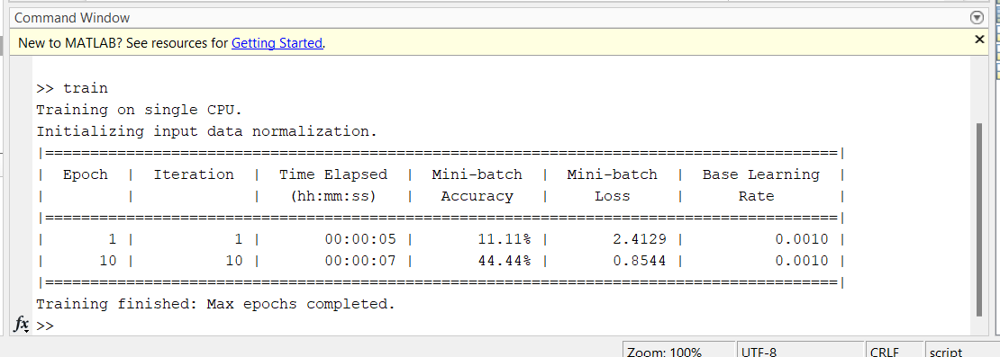 Command Window
New to MATLAB? See resources for Getting Started.
>> train
Training on single CPU.
Initializing input data normalization.
|========================================================================================|
|  Epoch  |  Iteration  |  Time Elapsed  |  Mini-batch  |  Mini-batch  |  Base Learning  |
|         |             |   (hh:mm:ss)   |   Accuracy   |     Loss     |      Rate       |
|========================================================================================|
|       1 |           1 |       00:00:05 |       11.11% |       2.4129 |          0.0010 |
|      10 |          10 |       00:00:07 |       44.44% |       0.8544 |          0.0010 |
|========================================================================================|
Training finished: Max epochs completed.
fx >>
Zoom: 100% UTF-8 CRLF script